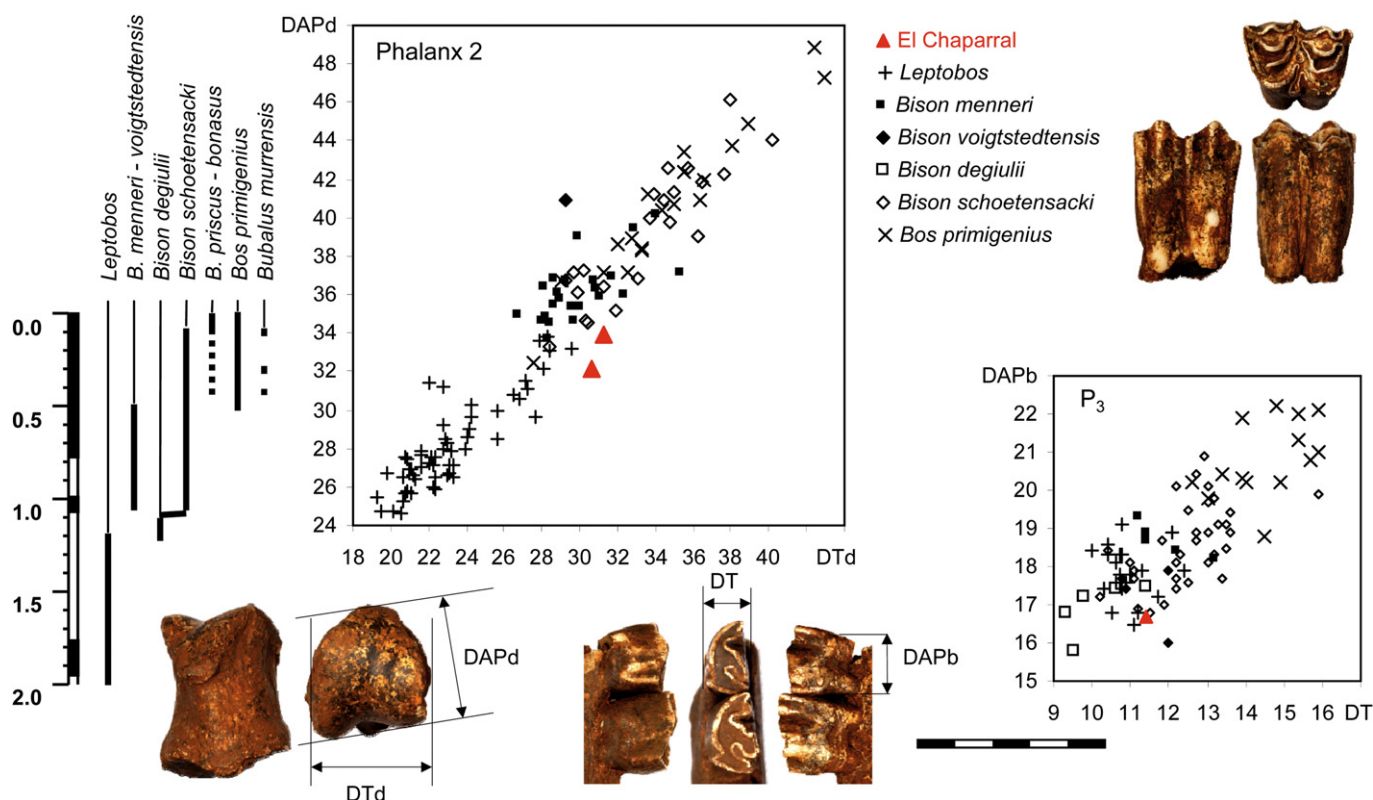 Leptobos
B. menneri - voigtstedtensis
Bison degiulii
Bison schoetensacki
B. priscus - bonasus
Bos primigenius
Bubalus murrensis
0.0
0.5
1.0
1.5
2.0
DAPd
Phalanx 2
48
46
44
42
40
38
36
34
32
30
28
26
24
18 20 22 24 26 28 30 32 34 36 38 40 DTd
El Chaparral
Leptobos
Bison menneri
Bison voigtstedtensis
Bison degiulii
Bison schoetensacki
Bos primigenius
DAPb
P3
22
21
20
19
18
17
16
15
9 10 11 12 13 14 15 16 DT
DAPd
DTd
DT
DAPb